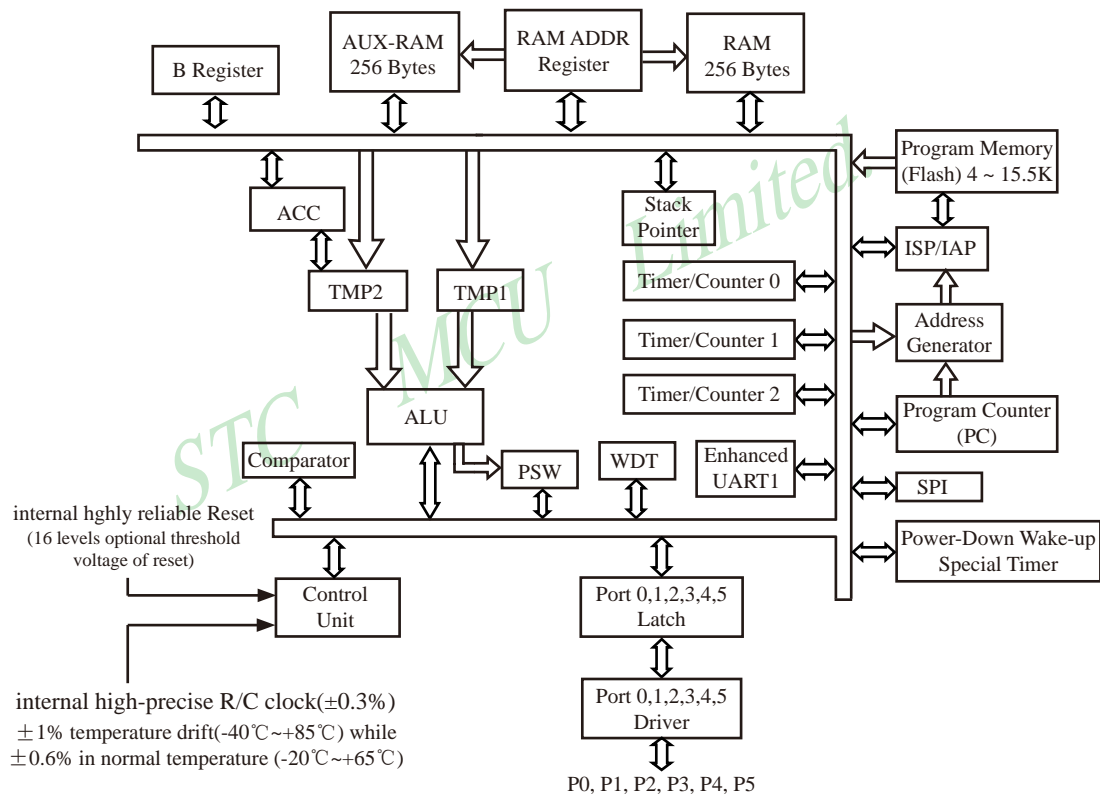 AUX-RAM
256 Bytes
RAM ADDR
Register
RAM
256 Bytes
B Register
Program Memory
(Flash) 4 ~ 15.5K
ACC
Stack
Pointer
ISP/IAP
TMP2
TMP1
Timer/Counter 0
Address
Generator
Timer/Counter 1
Timer/Counter 2
ALU
Program Counter
(PC)
Comparator
PSW
WDT
Enhanced
UART1
SPI
internal hghly reliable Reset
(16 levels optional threshold
voltage of reset)
Power-Down Wake-up
Special Timer
Control
Unit
Port 0,1,2,3,4,5
Latch
internal high-precise R/C clock(±0.3%)
±1% temperature drift(-40℃~+85℃) while
±0.6% in normal temperature (-20℃~+65℃)
Port 0,1,2,3,4,5
Driver
P0, P1, P2, P3, P4, P5
STC MCU Limited.